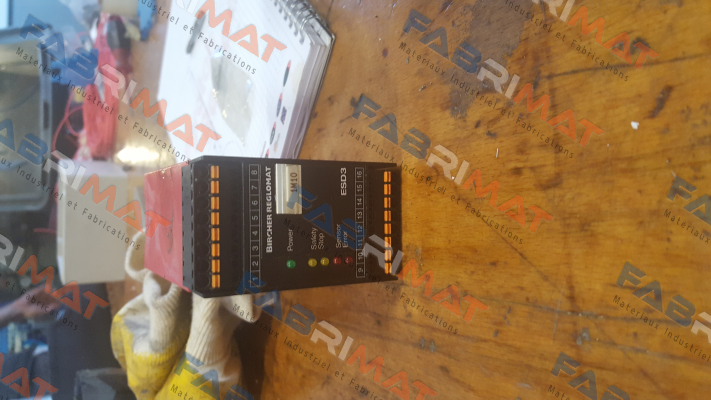 1 2 3 4 5 6 7 8
BIRCHER REGLOMAT
Power
Safety
Stop
Sensor
Error
ESD3
9 10 11 12 13 14 15 16
FABRIMAT
Materiaux Industriel et Fabrications